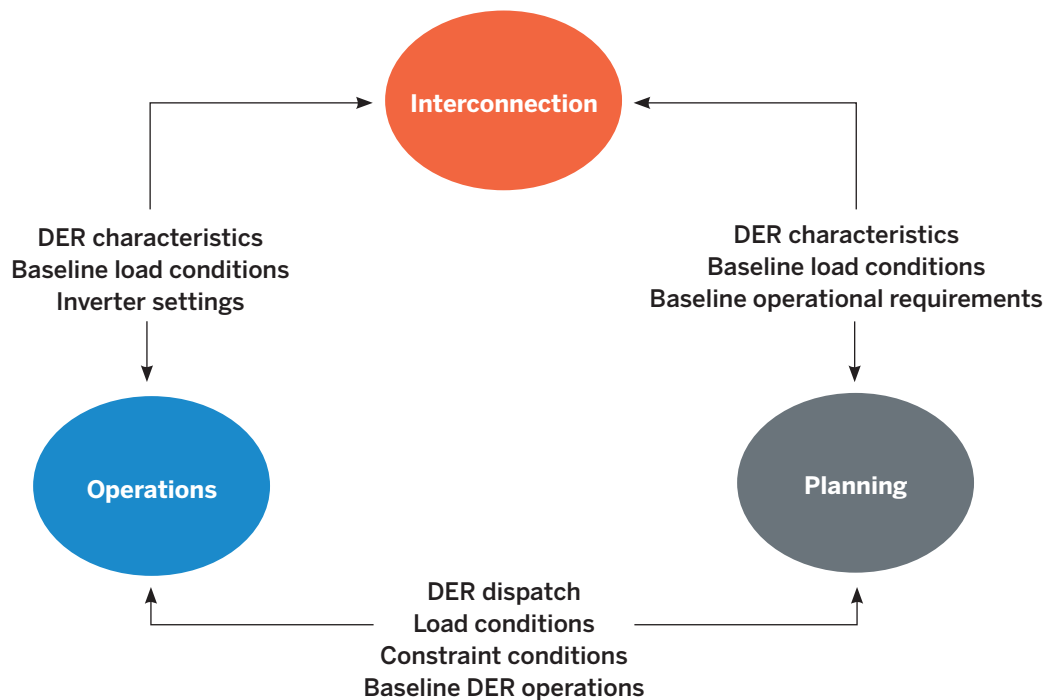 Interconnection
DER characteristics
Baseline load conditions
Inverter settings
DER characteristics
Baseline load conditions
Baseline operational requirements
Operations
Planning
DER dispatch
Load conditions
Constraint conditions
Baseline DER operations